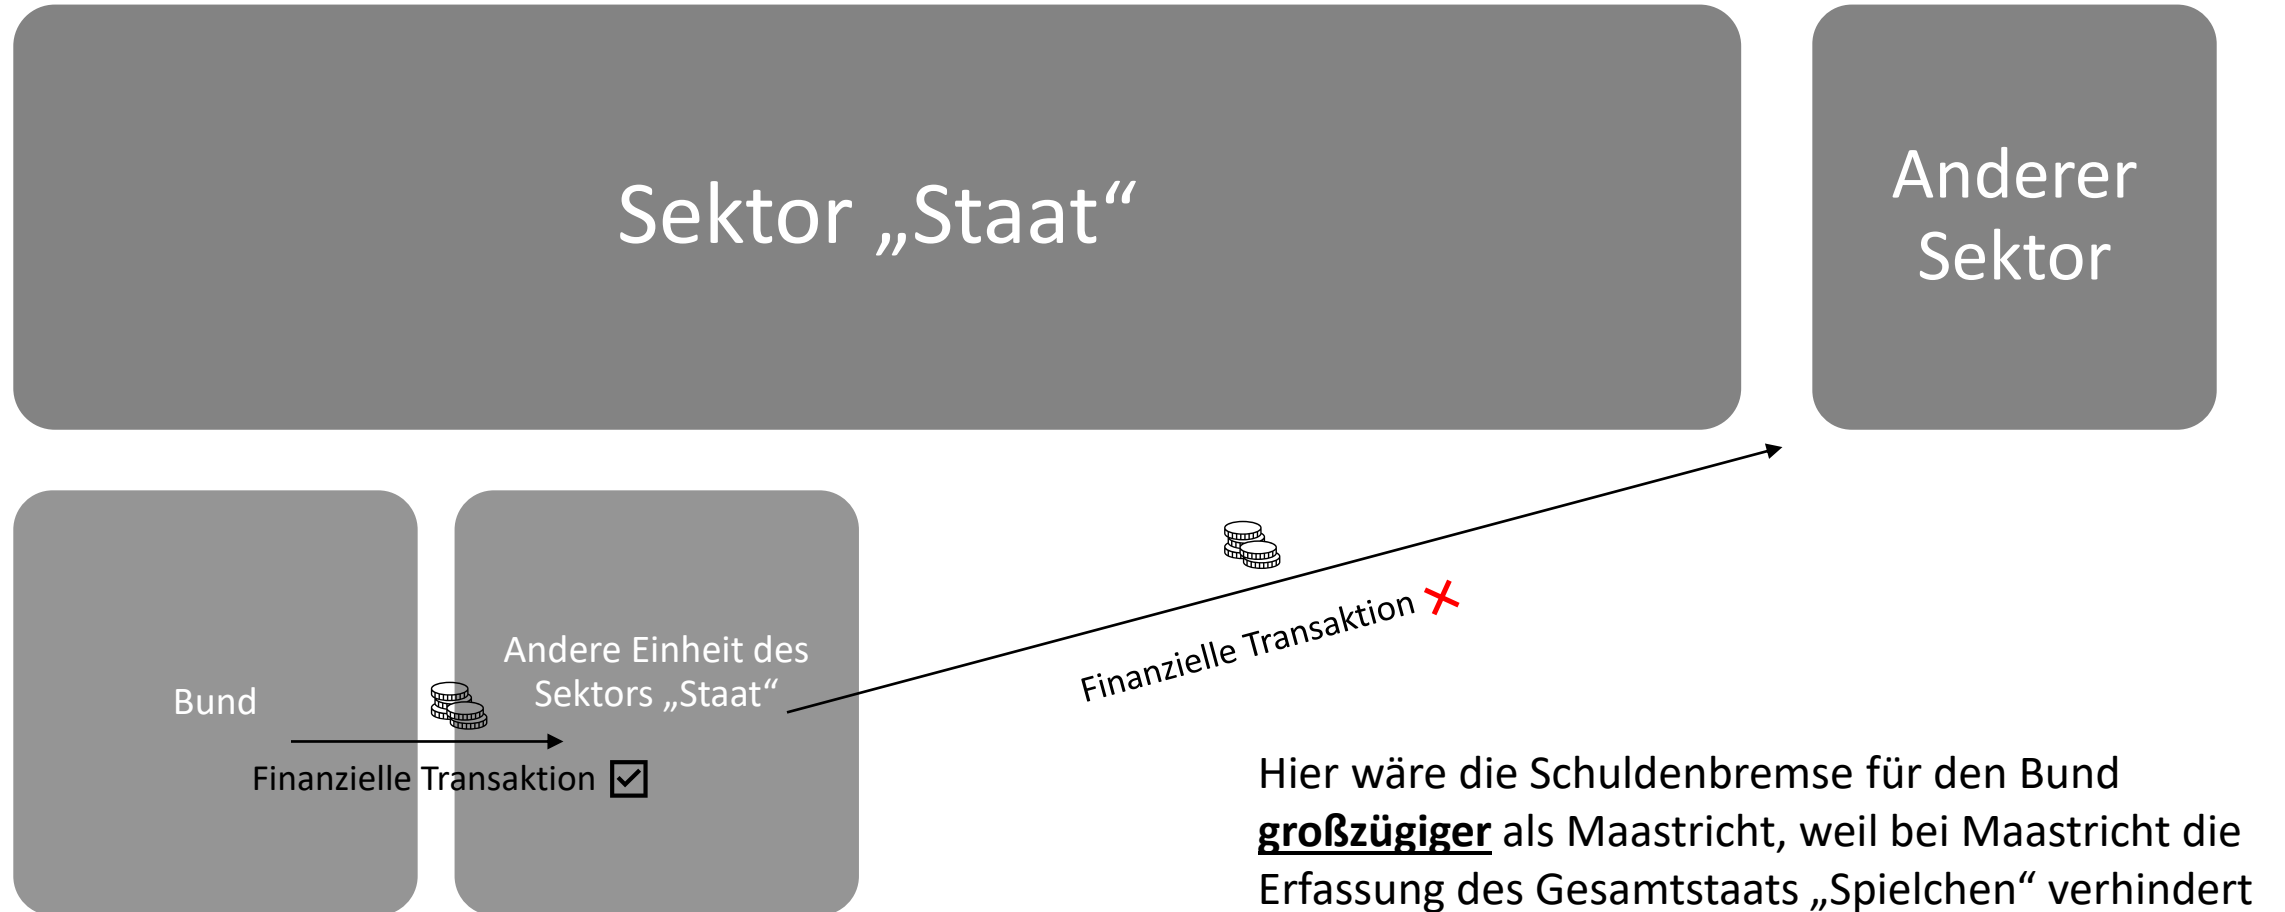 Sektor „Staat“
Anderer
Sektor
Bund
Andere Einheit des
Sektors „Staat“
Finanzielle Transaktion
Finanzielle Transaktion
Hier wäre die Schuldenbremse für den Bund
großzügiger als Maastricht, weil bei Maastricht die
Erfassung des Gesamtstaats „Spielchen“ verhindert